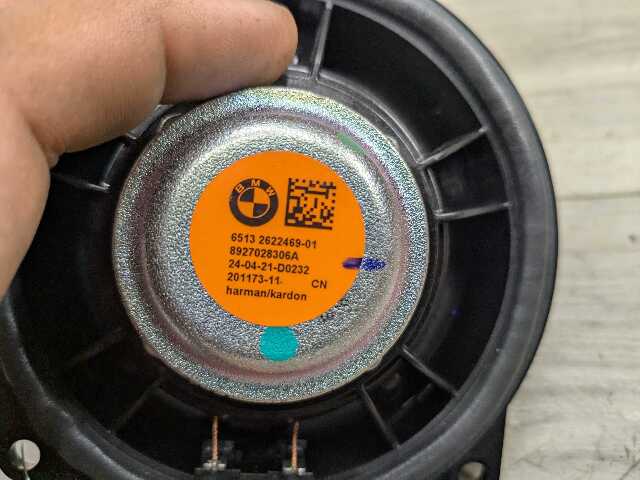 BMW
6513 2622469-01
8927028306A
24-04-21-D0232
201173-11 CN
harman/kardon